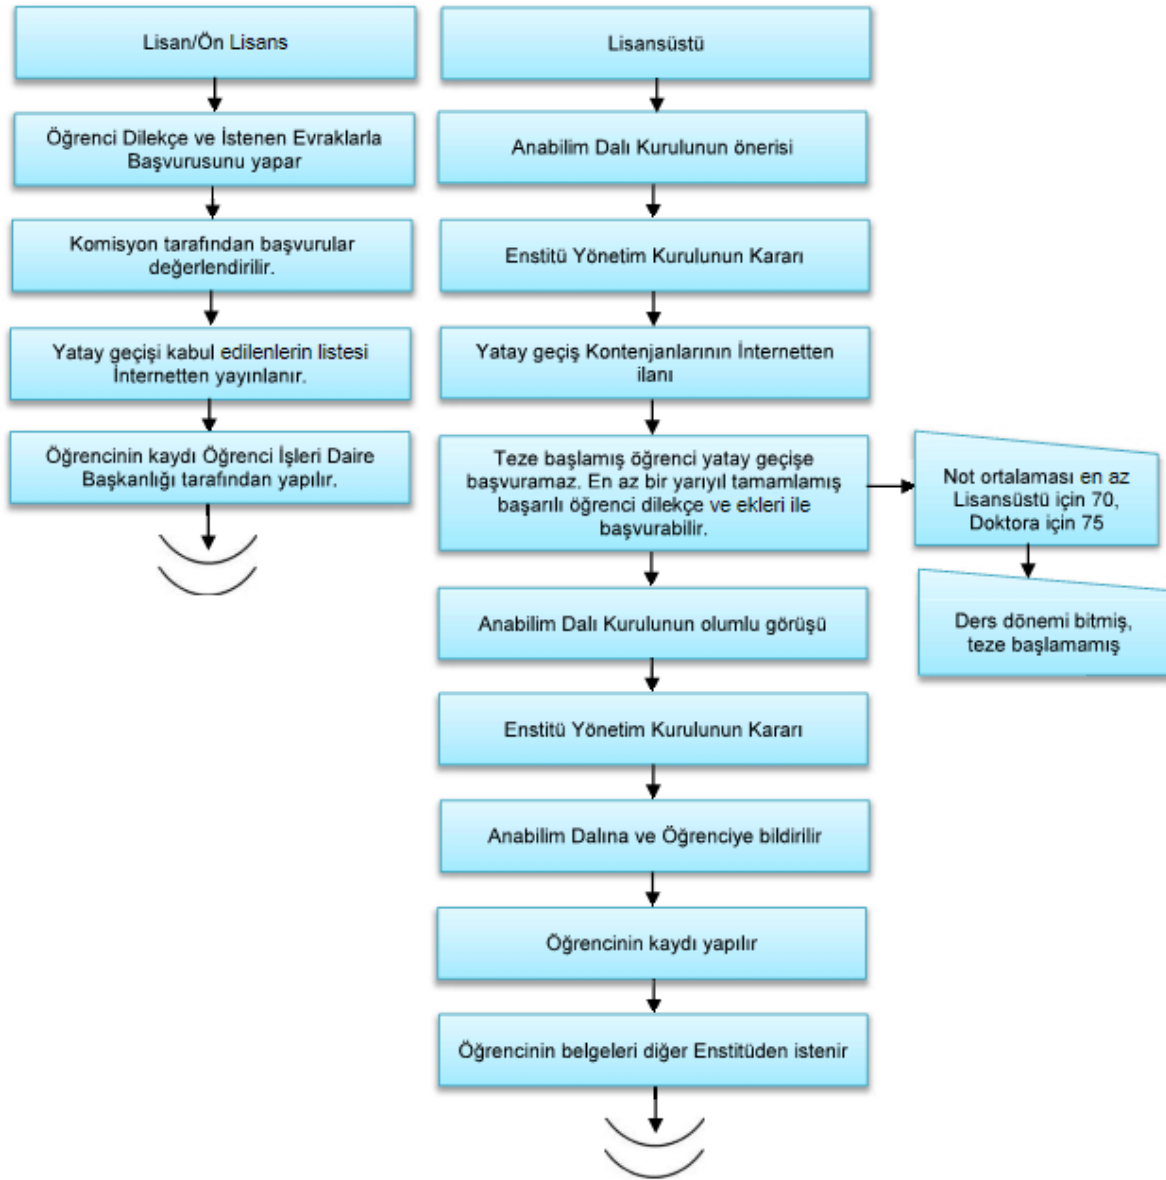 Lisan/Ön Lisans
Öğrenci Dilekçe ve İstenen Evraklarla
Başvurusunu yapar
Komisyon tarafından başvurular
değerlendirilir.
Yatay geçişi kabul edilenlerin listesi
İnternetten yayınlanır.
Öğrencinin kaydı Öğrenci İşleri Daire
Başkanlığı tarafından yapılır.
Lisansüstü
Anabilim Dalı Kurulunun önerisi
Enstitü Yönetim Kurulunun Kararı
Yatay geçiş Kontenjanlarının İnternetten
ilanı
Teze başlamış öğrenci yatay geçişe
başvuramaz. En az bir yarıyıl tamamlamış
başarılı öğrenci dilekçe ve ekleri ile
başvurabilir.
Not ortalaması en az
Lisansüstü için 70,
Doktora için 75
Ders dönemi bitmiş,
teze başlamamış
Anabilim Dalı Kurulunun olumlu görüşü
Enstitü Yönetim Kurulunun Kararı
Anabilim Dalına ve Öğrenciye bildirilir
Öğrencinin kaydı yapılır
Öğrencinin belgeleri diğer Enstitüden istenir